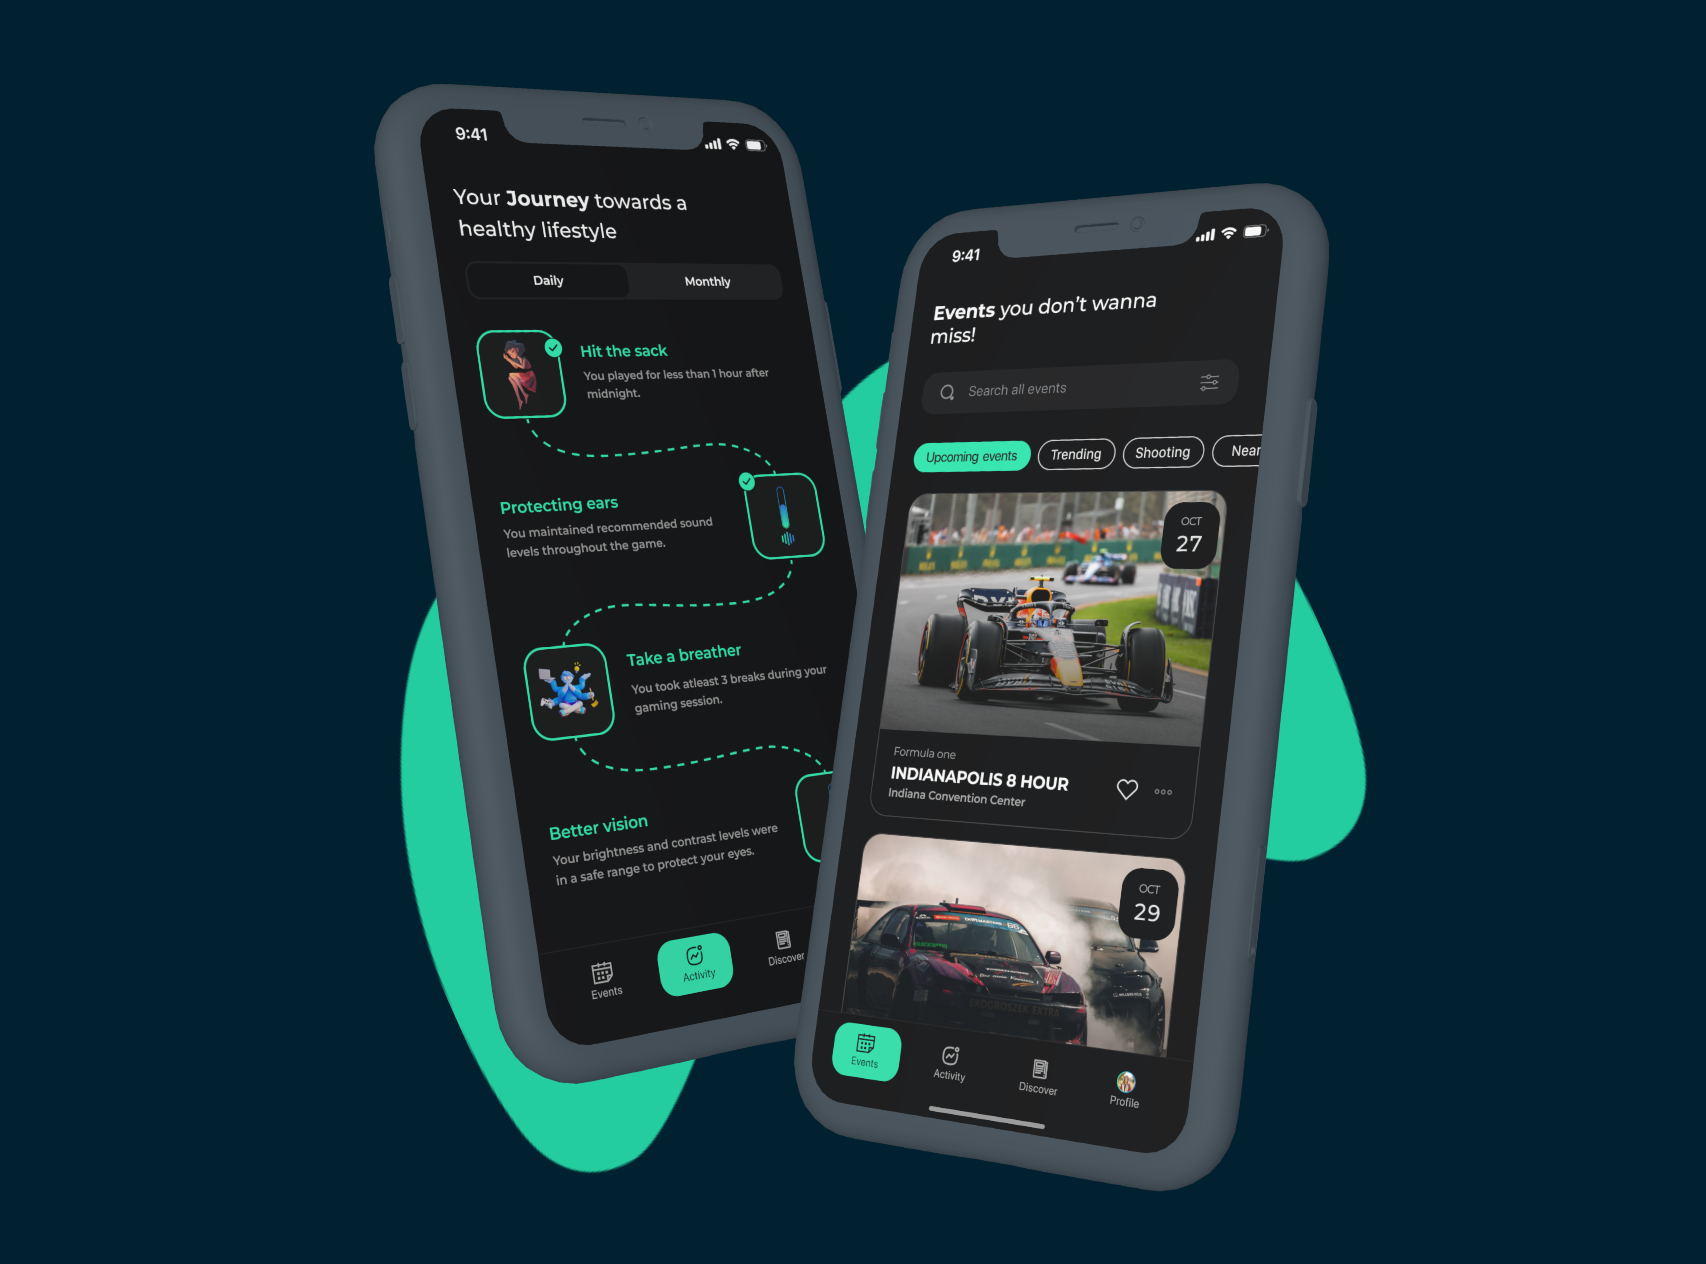 9:41
Your Journey towards a
healthy lifestyle
Daily
Monthly
Hit the sack
You played for less than 1 hour after
midnight.
Protecting ears
You maintained recommended sound
levels throughout the game.
Take a breather
You took atleast 3 breaks during your
gaming session.
Better vision
Your brightness and contrast levels were
in a safe range to protect your eyes.
Events
Activity
Discover
9:41
Events you don't wanna
miss!
Search all events
Upcoming events
Trending
Shooting
Near
OCT
27
Formula one
INDIANAPOLIS 8 HOUR
Indiana Convention Center
OCT
29
Events
Activity
Discover
Profile